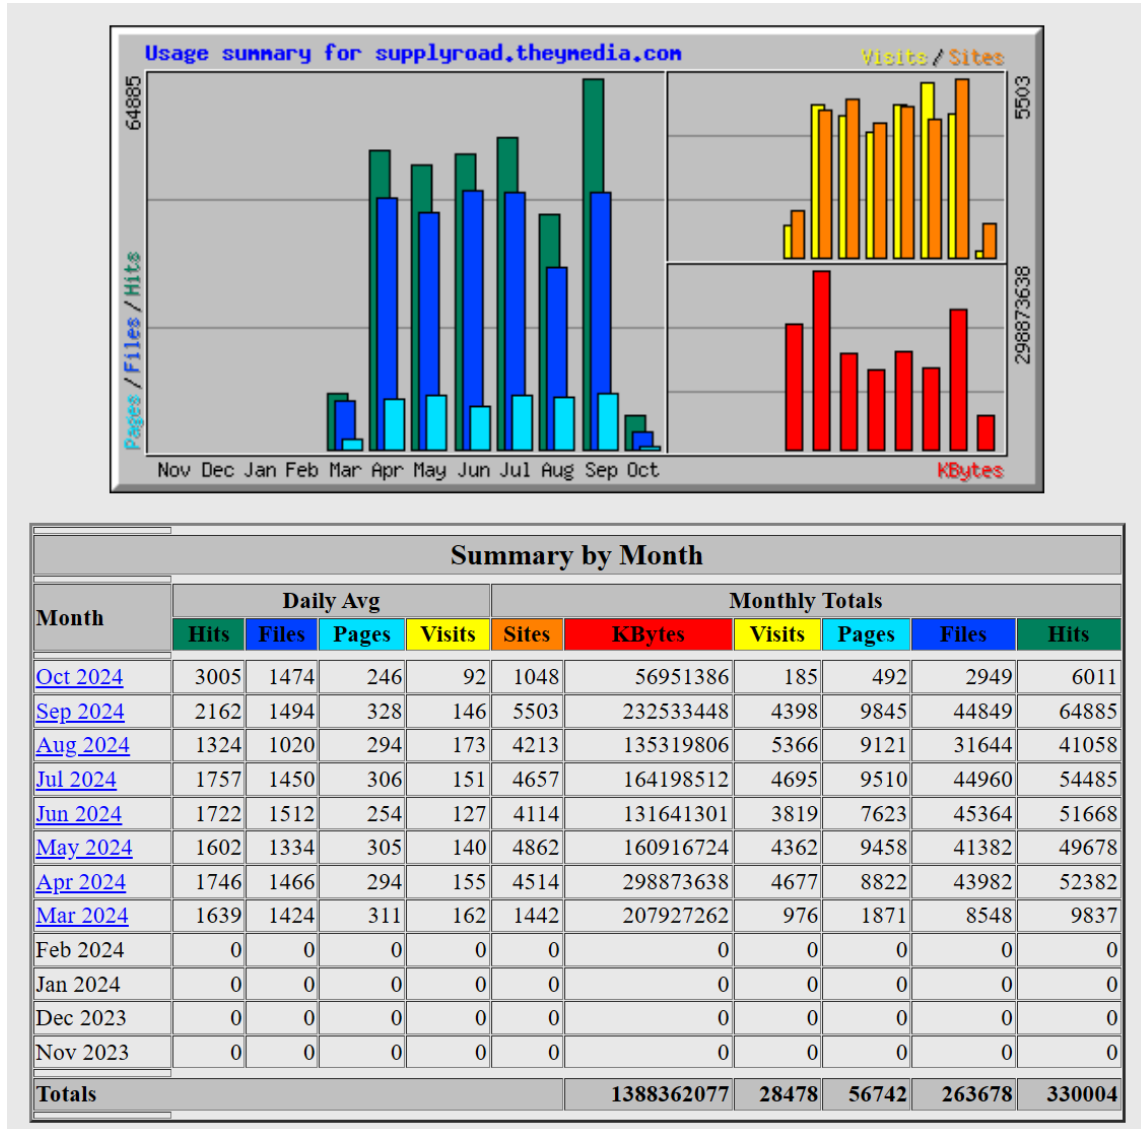 Usage summary for supplyroad.theymedia.com
Visits / Sites
64885
5503
Pages / Files / Hits
298873638
Nov Dec Jan Feb Mar Apr May Jun Jul Aug Sep Oct
KBytes
Summary by Month
Month Daily Avg Monthly Totals
Hits Files Pages Visits Sites KBytes Visits Pages Files Hits
Oct 2024 3005 1474 246 92 1048 56951386 185 492 2949 6011
Sep 2024 2162 1494 328 146 5503 232533448 4398 9845 44849 64885
Aug 2024 1324 1020 294 173 4213 135319806 5366 9121 31644 41058
Jul 2024 1757 1450 306 151 4657 164198512 4695 9510 44960 54485
Jun 2024 1722 1512 254 127 4114 131641301 3819 7623 45364 51668
May 2024 1602 1334 305 140 4862 160916724 4362 9458 41382 49678
Apr 2024 1746 1466 294 155 4514 298873638 4677 8822 43982 52382
Mar 2024 1639 1424 311 162 1442 207927262 976 1871 8548 9837
Feb 2024 0 0 0 0 0 0 0 0 0 0
Jan 2024 0 0 0 0 0 0 0 0 0 0
Dec 2023 0 0 0 0 0 0 0 0 0 0
Nov 2023 0 0 0 0 0 0 0 0 0 0
Totals 1388362077 28478 56742 263678 330004